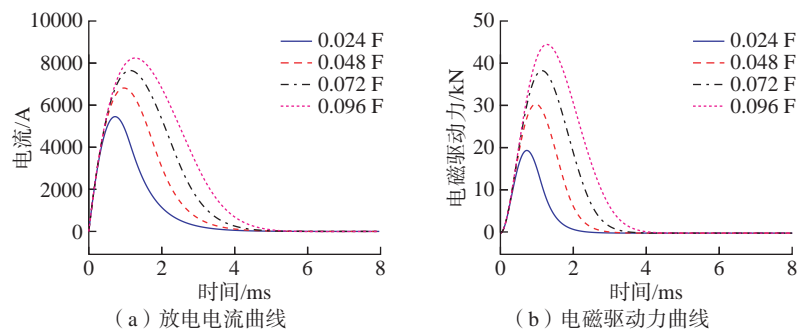 10000
8000
6000
4000
2000
0
电流/A
0.024 F
0.048 F
0.072 F
0.096 F
0 2 4 6 8
时间/ms
(a)放电电流曲线
50
40
30
20
10
0
电磁驱动力/kN
0.024 F
0.048 F
0.072 F
0.096 F
0 2 4 6 8
时间/ms
(b)电磁驱动力曲线